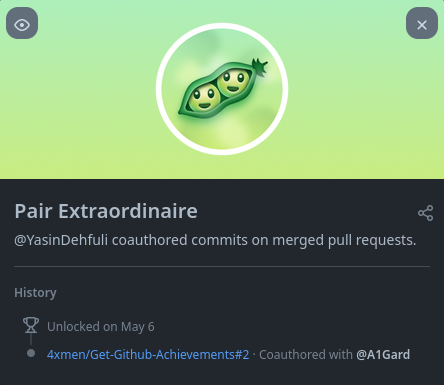 Pair Extraordinaire
@YasinDehfuli coauthored commits on merged pull requests.
History
Unlocked on May 6
4xmen/Get-Github-Achievements#2 · Coauthored with @A1Gard